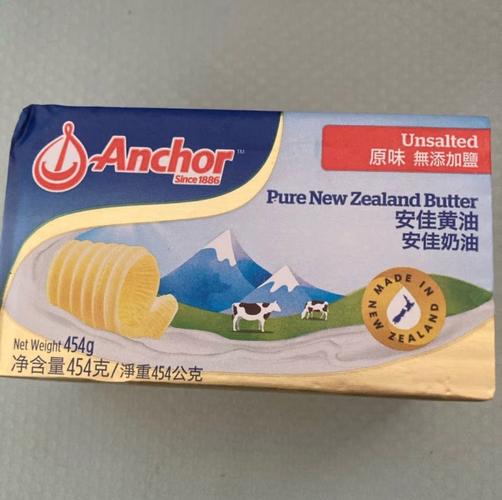 Anchor™
Since 1886
Unsalted
原味 無添加鹽
Pure New Zealand Butter
安佳黄油
安佳奶油
MADE IN
NEW ZEALAND
Net Weight 454g
净含量454克/淨重454公克